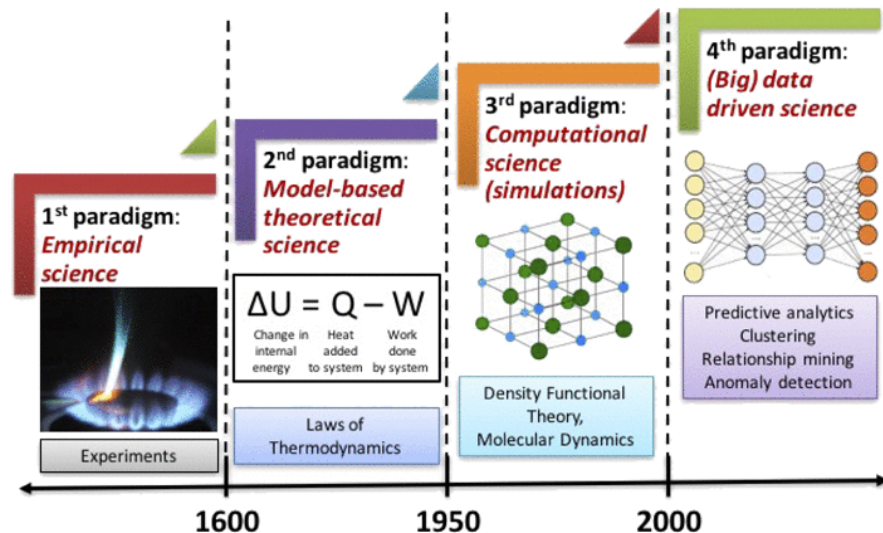 1st paradigm:
Empirical
science
Experiments
2nd paradigm:
Model-based
theoretical
science
ΔU = Q – W
Change in
internal
energy
Heat
added
to system
Work
done
by system
Laws of
Thermodynamics
3rd paradigm:
Computational
science
(simulations)
Density Functional
Theory,
Molecular Dynamics
4th paradigm:
(Big) data
driven science
Predictive analytics
Clustering
Relationship mining
Anomaly detection
1600
1950
2000